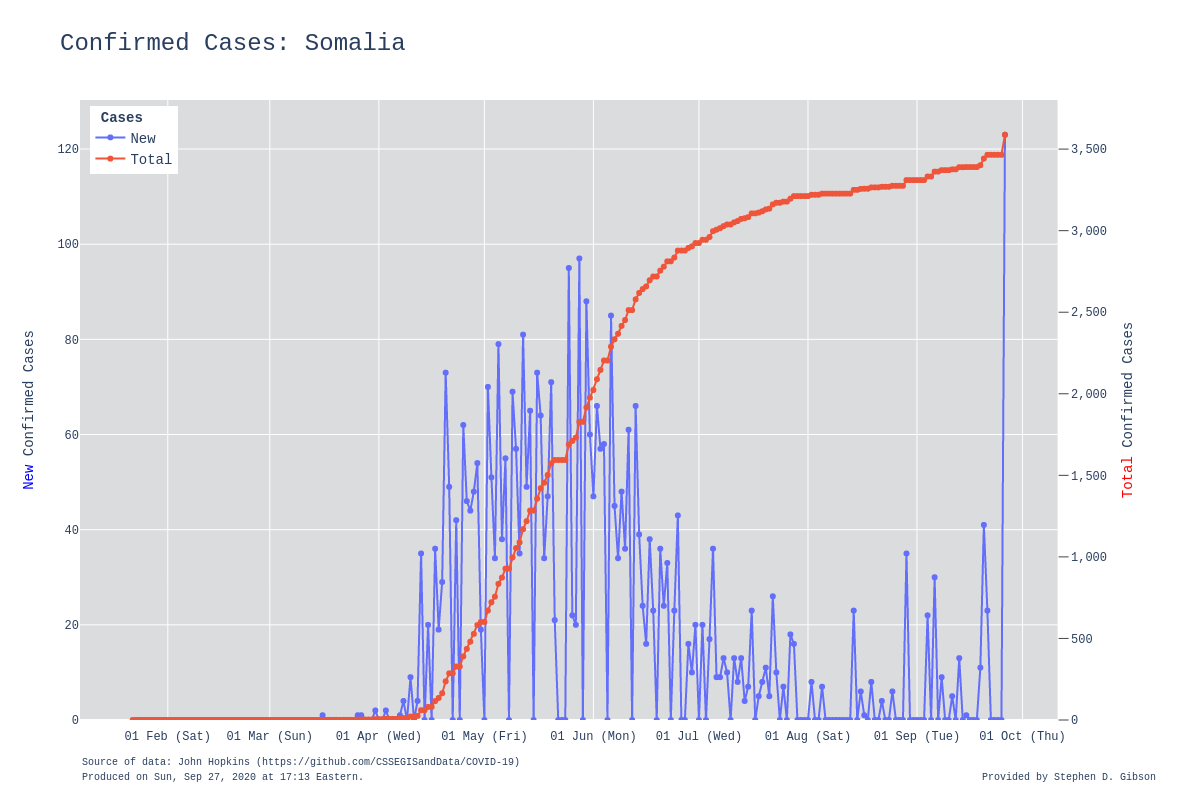 Confirmed Cases: Somalia
Cases
New
Total
120
100
80
60
40
20
0
3,500
3,000
2,500
2,000
1,500
1,000
500
0
New Confirmed Cases
Total Confirmed Cases
01 Feb (Sat) 01 Mar (Sun) 01 Apr (Wed) 01 May (Fri) 01 Jun (Mon) 01 Jul (Wed) 01 Aug (Sat) 01 Sep (Tue) 01 Oct (Thu)
Source of data: John Hopkins (https://github.com/CSSEGISandData/COVID-19)
Produced on Sun, Sep 27, 2020 at 17:13 Eastern.
Provided by Stephen D. Gibson